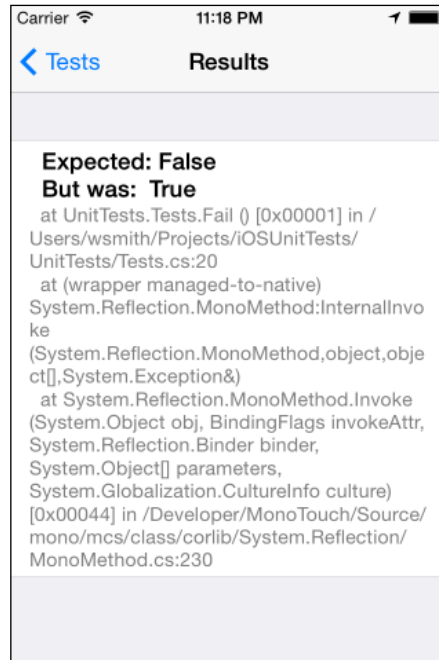 Carrier 11:18 PM
Tests Results
Expected: False
But was:  True
at UnitTests.Tests.Fail () [0x00001] in /
Users/wsmith/Projects/iOSUnitTests/
UnitTests/Tests.cs:20
at (wrapper managed-to-native)
System.Reflection.MonoMethod:InternalInvo
ke
(System.Reflection.MonoMethod,object,obje
ct[],System.Exception&)
at System.Reflection.MonoMethod.Invoke
(System.Object obj, BindingFlags invokeAttr,
System.Reflection.Binder binder,
System.Object[] parameters,
System.Globalization.CultureInfo culture)
[0x00044] in /Developer/MonoTouch/Source/
mono/mcs/class/corlib/System.Reflection/
MonoMethod.cs:230